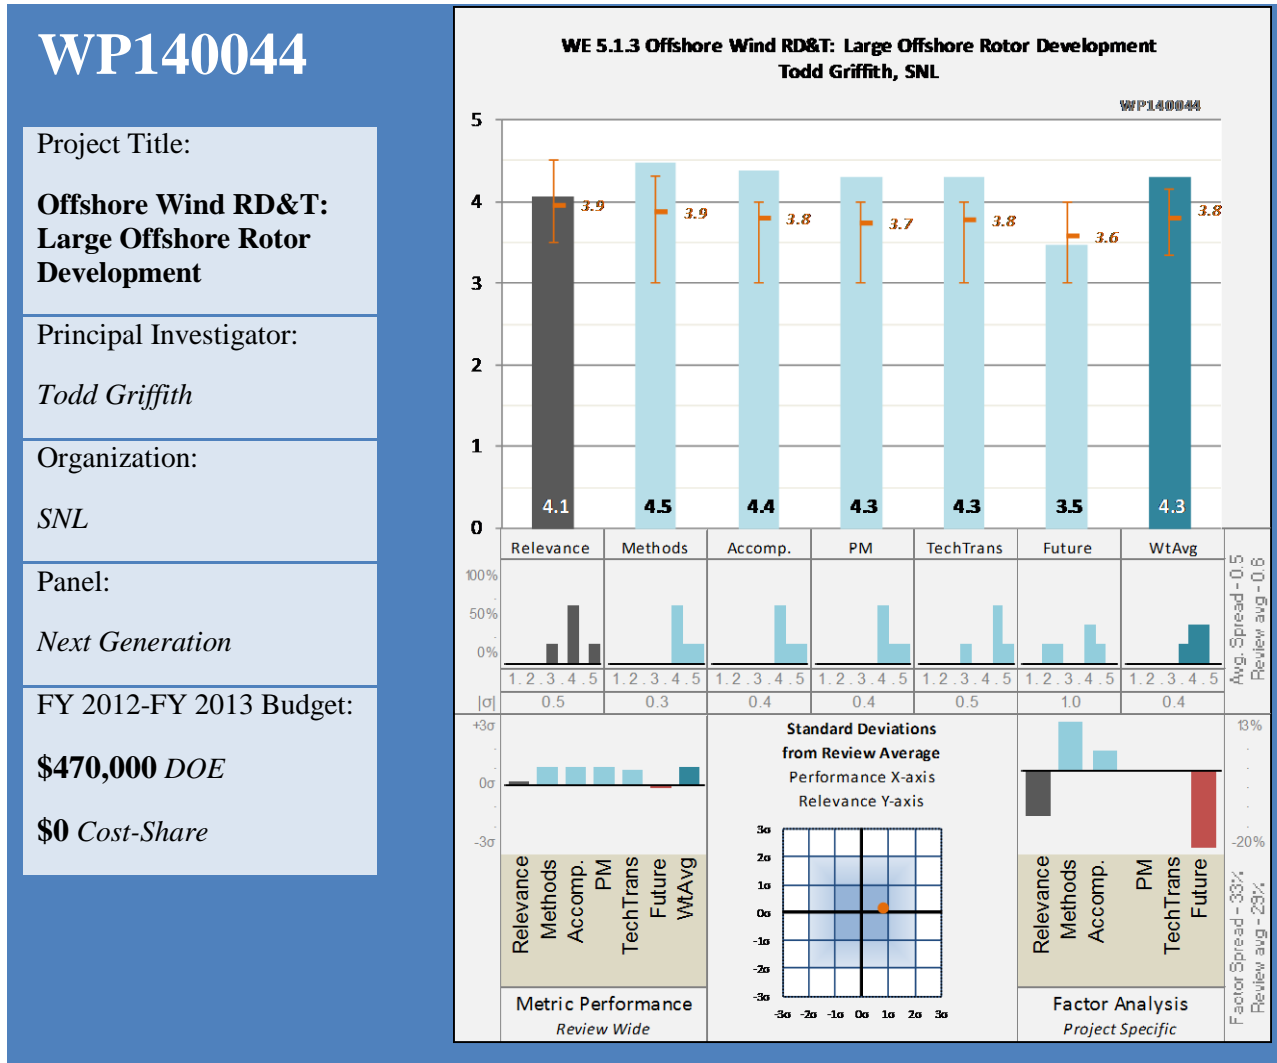 WP140044
Project Title:
Offshore Wind RD&T:
Large Offshore Rotor
Development
Principal Investigator:
Todd Griffith
Organization:
SNL
Panel:
Next Generation
FY 2012-FY 2013 Budget:
$470,000 DOE
$0 Cost-Share
WE 5.1.3 Offshore Wind RD&T: Large Offshore Rotor Development
Todd Griffith, SNL
WP140044
5
4
3
2
1
0
3.9
3.9
3.8
3.7
3.8
3.6
3.8
4.1
4.5
4.4
4.3
4.3
3.5
4.3
Relevance
Methods
Accomp.
PM
TechTrans
Future
WtAvg
100%
50%
0%
1 . 2 . 3 . 4 . 5
1 . 2 . 3 . 4 . 5
1 . 2 . 3 . 4 . 5
1 . 2 . 3 . 4 . 5
1 . 2 . 3 . 4 . 5
1 . 2 . 3 . 4 . 5
1 . 2 . 3 . 4 . 5
|σ|
0.5
0.3
0.4
0.4
0.5
1.0
0.4
Avg. Spread - 0.5
Review avg - 0.6
+3σ
0σ
-3σ
Relevance
Methods
Accomp.
PM
TechTrans
Future
WtAvg
Metric Performance
Review Wide
Standard Deviations
from Review Average
Performance X-axis
Relevance Y-axis
3σ
2σ
1σ
0σ
-1σ
-2σ
-3σ
-3σ -2σ -1σ 0σ 1σ 2σ 3σ
13%
-20%
Relevance
Methods
Accomp.
PM
TechTrans
Future
Factor Analysis
Project Specific
Factor Spread - 33%
Review avg - 29%